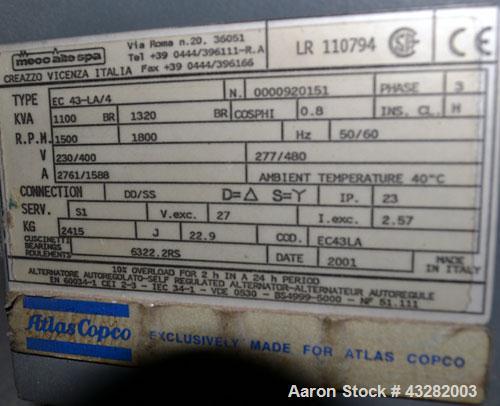 mecc alte spa
Via Roma n.20, 36051
Tel +39 0444/396111-R.A
CREAZZO VICENZA ITALIA Fax +39 0444/396166
LR 110794
CE
TYPE EC 43-LA/4 N. 0000920151 PHASE 3
KVA 1100 BR 1320 BR COSPHI 0.8 INS. CL. H
R.P.M. 1500 1800 Hz 50/60
V 230/400 277/480
A 2761/1588 AMBIENT TEMPERATURE 40°C
CONNECTION DD/SS D=Δ S=Y IP. 23
SERV. S1 V.exc. 27 I.exc. 2.57
KG 2415 J 22.9 COD. EC43LA
CUSCINETTI
BEARINGS 6322.2RS DATE 2001 MADE
ROULEMENTS IN ITALY
10% OVERLOAD FOR 2 h IN A 24 h PERIOD
ALTERNATORE AUTOREGOLATO-SELF REGULATED ALTERNATOR-ALTERNATEUR AUTOREGULE
EN 60034-1 CEI 2-3 - IEC 34-1 - VDE 0530 - BS4999-5000 - NF 51.111
Atlas Copco EXCLUSIVELY MADE FOR ATLAS COPCO
Aaron Stock # 43282003